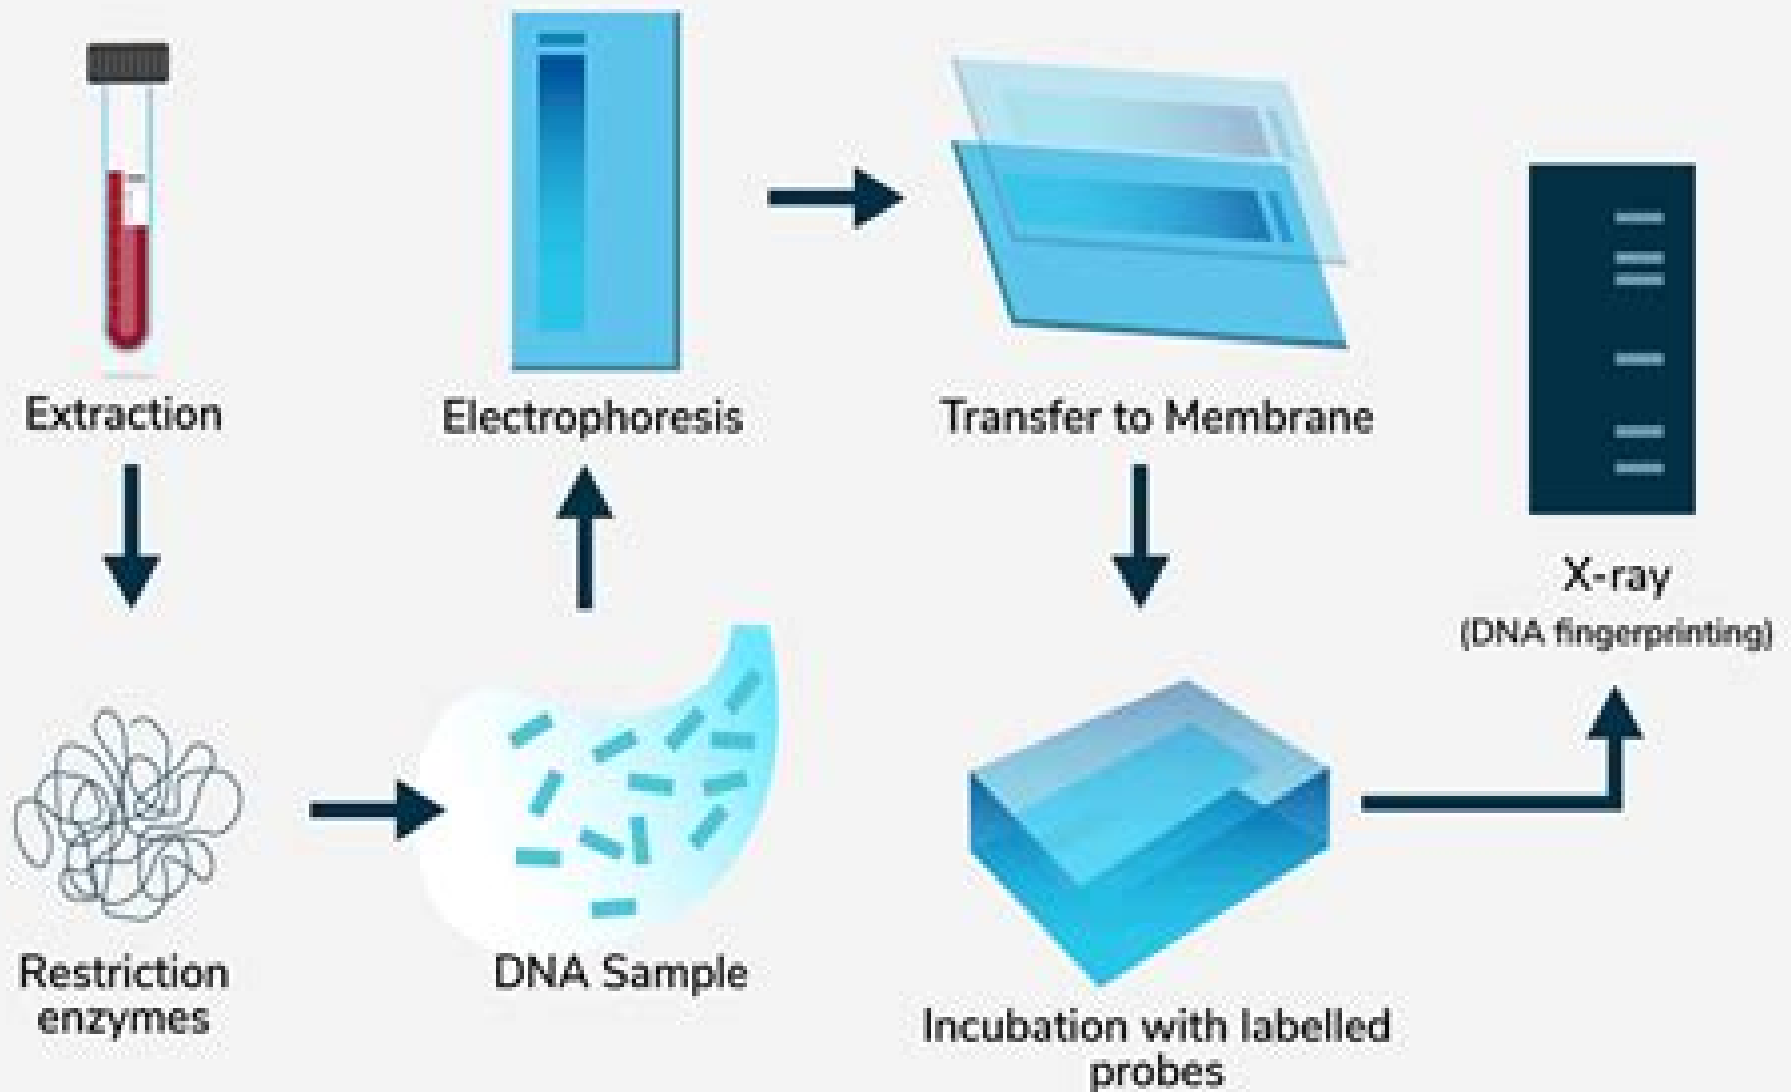 Extraction
Electrophoresis
Transfer to Membrane
X-ray
(DNA fingerprinting)
Restriction
enzymes
DNA Sample
Incubation with labelled
probes